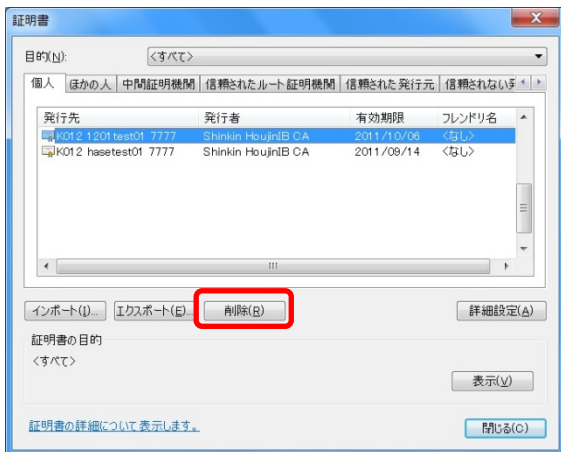 証明書
目的(N): <すべて>
個人 ほかの人 中間証明機関 信頼されたルート証明機関 信頼された発行元 信頼されない
発行先 発行者 有効期限 フレンドリ名
K012 1201test01 7777 Shinkin HoujinIB CA 2011/10/06 <なし>
K012 hasetest01 7777 Shinkin HoujinIB CA 2011/09/14 <なし>
インポート(I)... エクスポート(E)... 削除(R) 詳細設定(A)
証明書の目的
<すべて>
表示(V)
証明書の詳細について表示します。 閉じる(C)